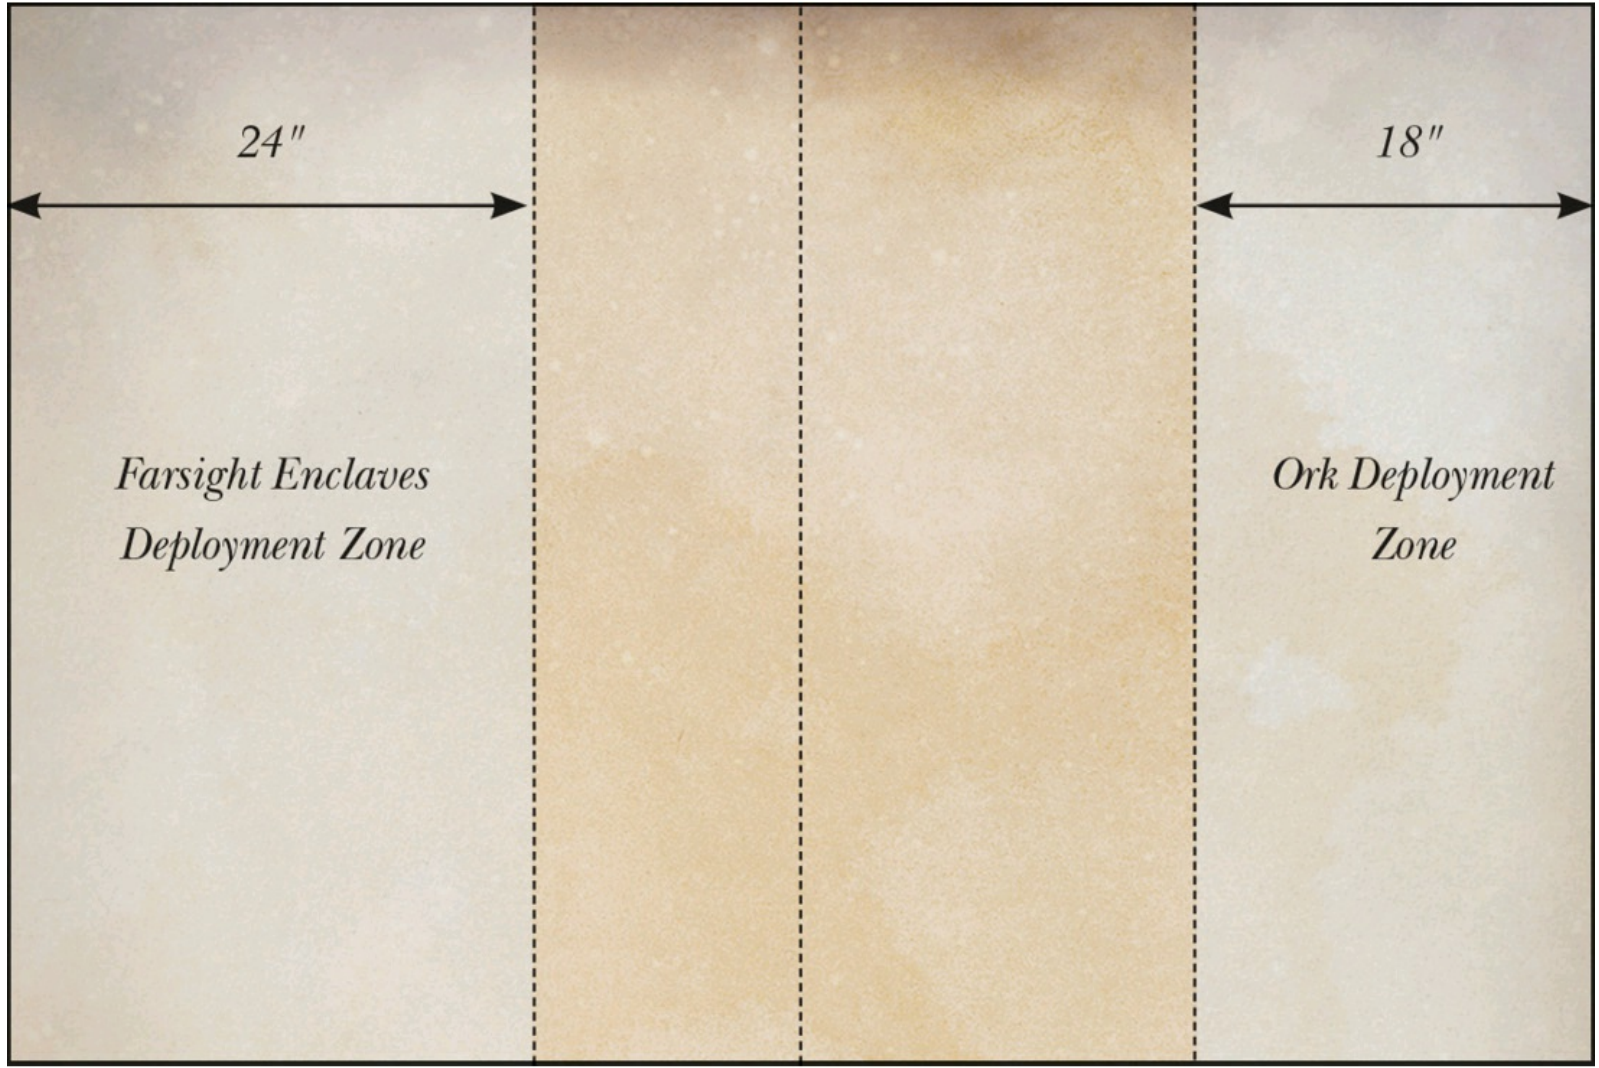 24"
18"
Farsight Enclaves
Deployment Zone
Ork Deployment
Zone